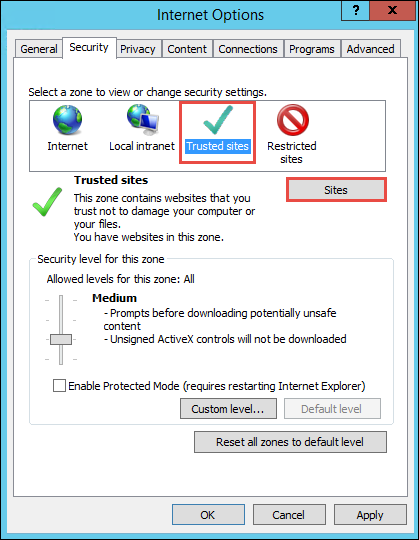 Internet Options
?
x
General Security Privacy Content Connections Programs Advanced
Select a zone to view or change security settings.
Internet Local intranet Trusted sites Restricted
sites
Trusted sites
Sites
This zone contains websites that you
trust not to damage your computer or
your files.
You have websites in this zone.
Security level for this zone
Allowed levels for this zone: All
Medium
- Prompts before downloading potentially unsafe
content
- Unsigned ActiveX controls will not be downloaded
Enable Protected Mode (requires restarting Internet Explorer)
Custom level... Default level
Reset all zones to default level
OK Cancel Apply